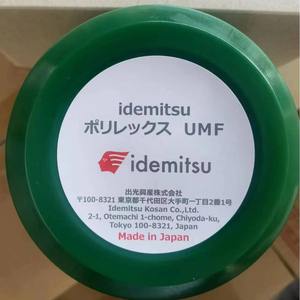 idemitsu
ポリレックス UMF
idemitsu
出光興産株式会社
〒100-8321 東京都千代田区大手町一丁目2番1号
Idemitsu Kosan Co.,Ltd.
2-1, Otemachi 1-chome, Chiyoda-ku,
Tokyo 100-8321, Japan
Made in Japan